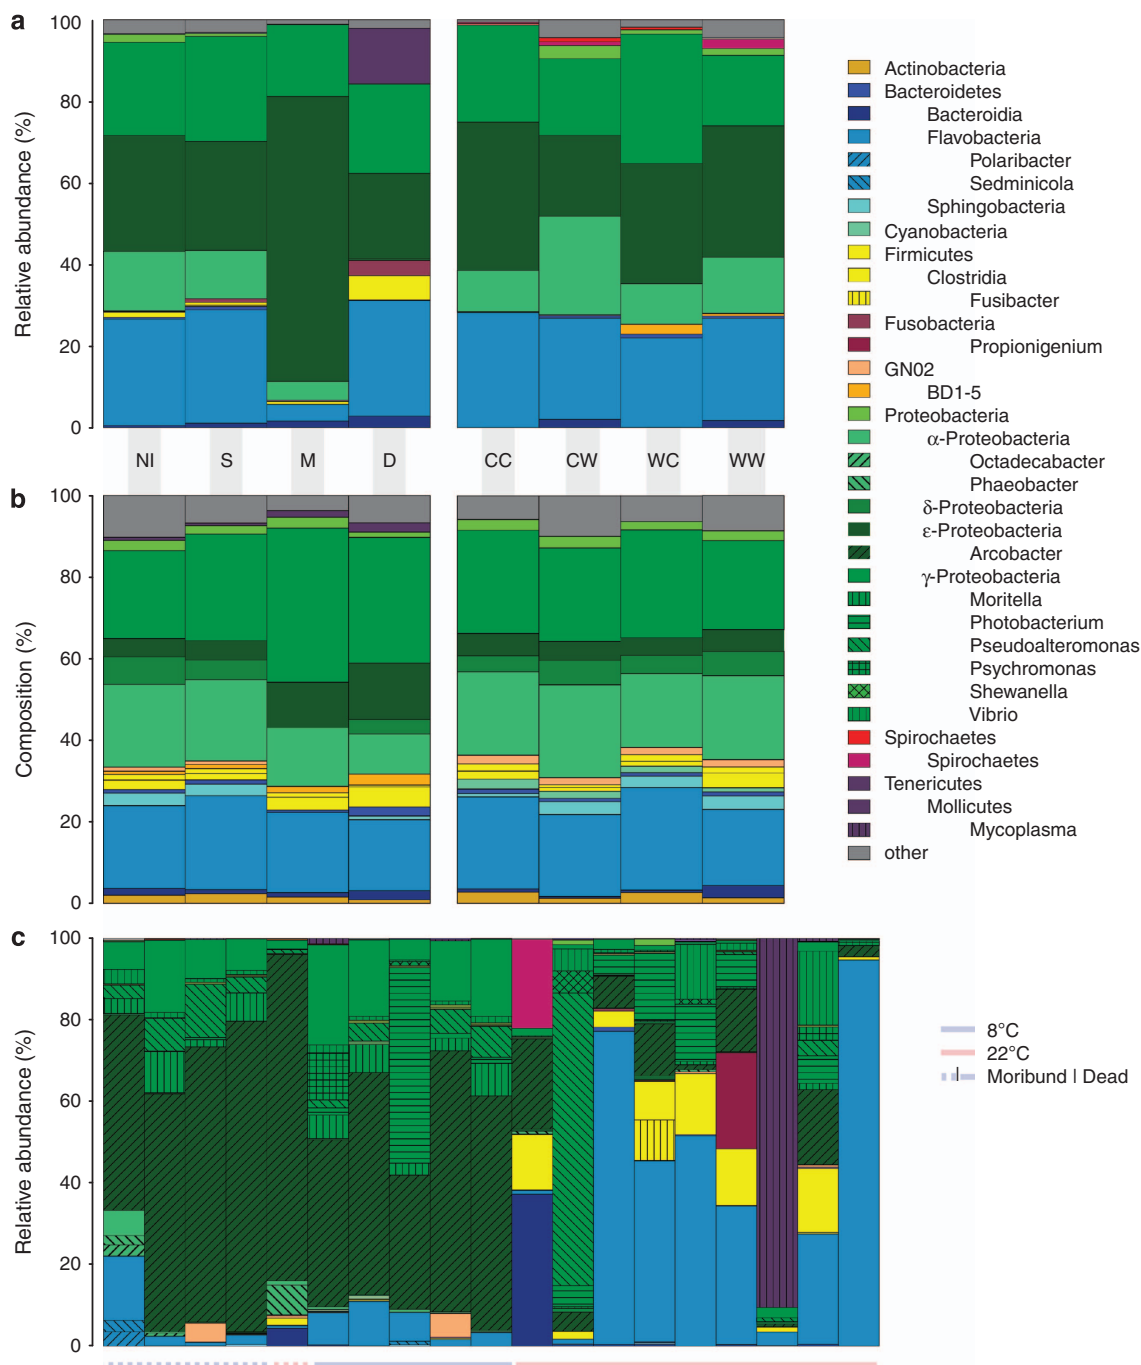 a
Relative abundance (%)
100
80
60
40
20
0
NI S M D CC CW WC WW
b
Composition (%)
100
80
60
40
20
0
c
Relative abundance (%)
100
80
60
40
20
0
Actinobacteria
Bacteroidetes
Bacteroidia
Flavobacteria
Polaribacter
Sedminicola
Sphingobacteria
Cyanobacteria
Firmicutes
Clostridia
Fusibacter
Fusobacteria
Propionigenium
GN02
BD1-5
Proteobacteria
α-Proteobacteria
Octadecabacter
Phaeobacter
δ-Proteobacteria
ε-Proteobacteria
Arcobacter
γ-Proteobacteria
Moritella
Photobacterium
Pseudoalteromonas
Psychromonas
Shewanella
Vibrio
Spirochaetes
Spirochaetes
Tenericutes
Mollicutes
Mycoplasma
other
8°C
22°C
Moribund | Dead